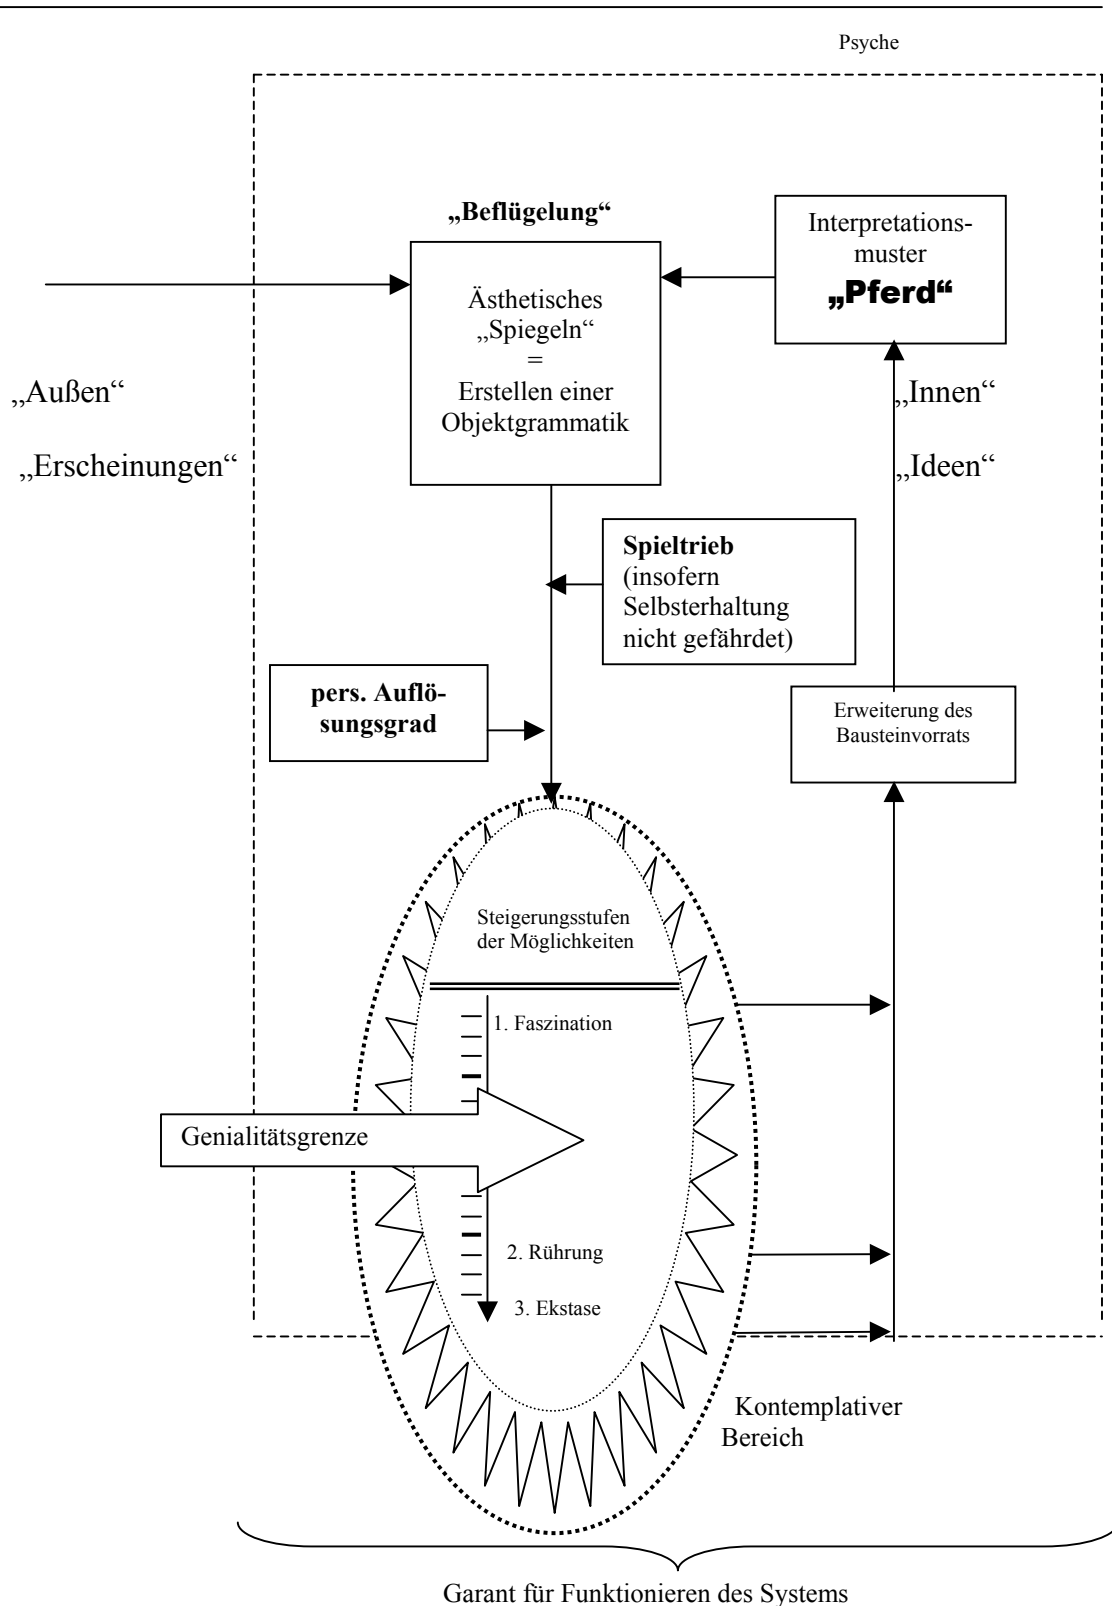 Psyche
„Beflügelung“
Interpretations-
muster
„Pferd“
Ästhetisches
„Spiegeln“
=
Erstellen einer
Objektgrammatik
„Außen“
„Innen“
„Erscheinungen“
„Ideen“
Spieltrieb
(insofern
Selbsterhaltung
nicht gefährdet)
pers. Auflö-
sungsgrad
Erweiterung des
Bausteinvorrats
Steigerungsstufen
der Möglichkeiten
1. Faszination
Genialitätsgrenze
2. Rührung
3. Ekstase
Kontemplativer
Bereich
Garant für Funktionieren des Systems